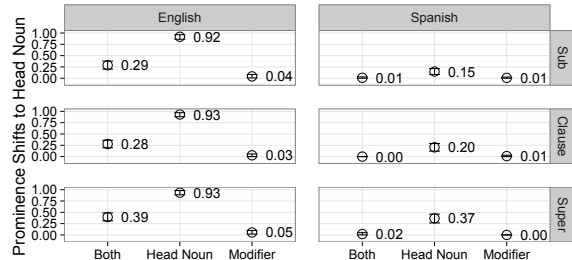 English Spanish
Prominence Shifts to Head Noun
1.00
0.75
0.50
0.25
0.00
0.29 0.92 0.04 0.01 0.15 0.01
Sub
1.00
0.75
0.50
0.25
0.00
0.28 0.93 0.03 0.00 0.20 0.01
Clause
1.00
0.75
0.50
0.25
0.00
0.39 0.93 0.05 0.02 0.37 0.00
Super
Both Head Noun Modifier Both Head Noun Modifier